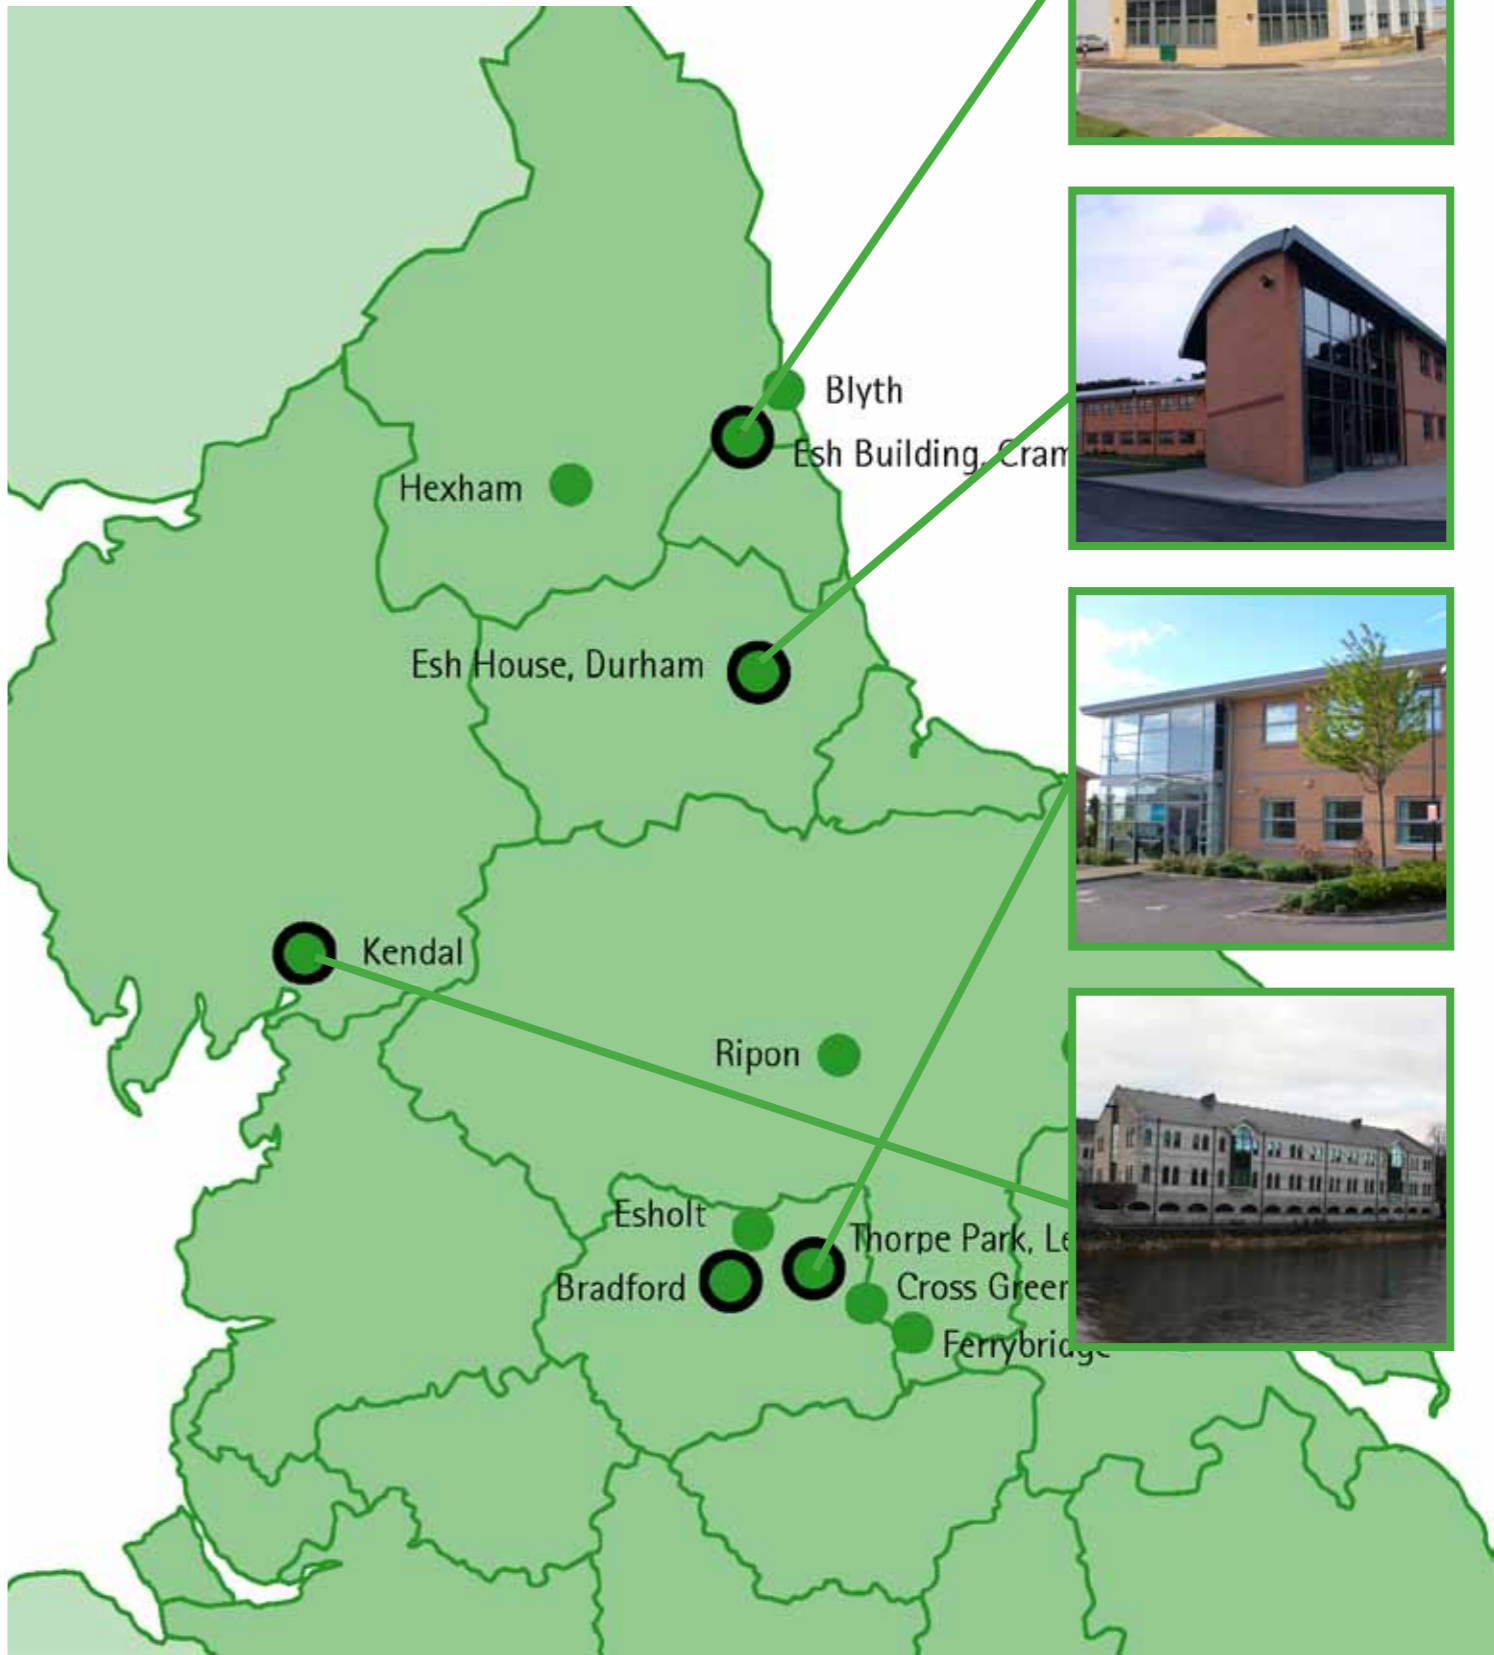 Blyth
Esh Building, Cram
Hexham
Esh House, Durham
Kendal
Ripon
Esholt
Thorpe Park, Le
Bradford
Cross Green
Ferrybridge